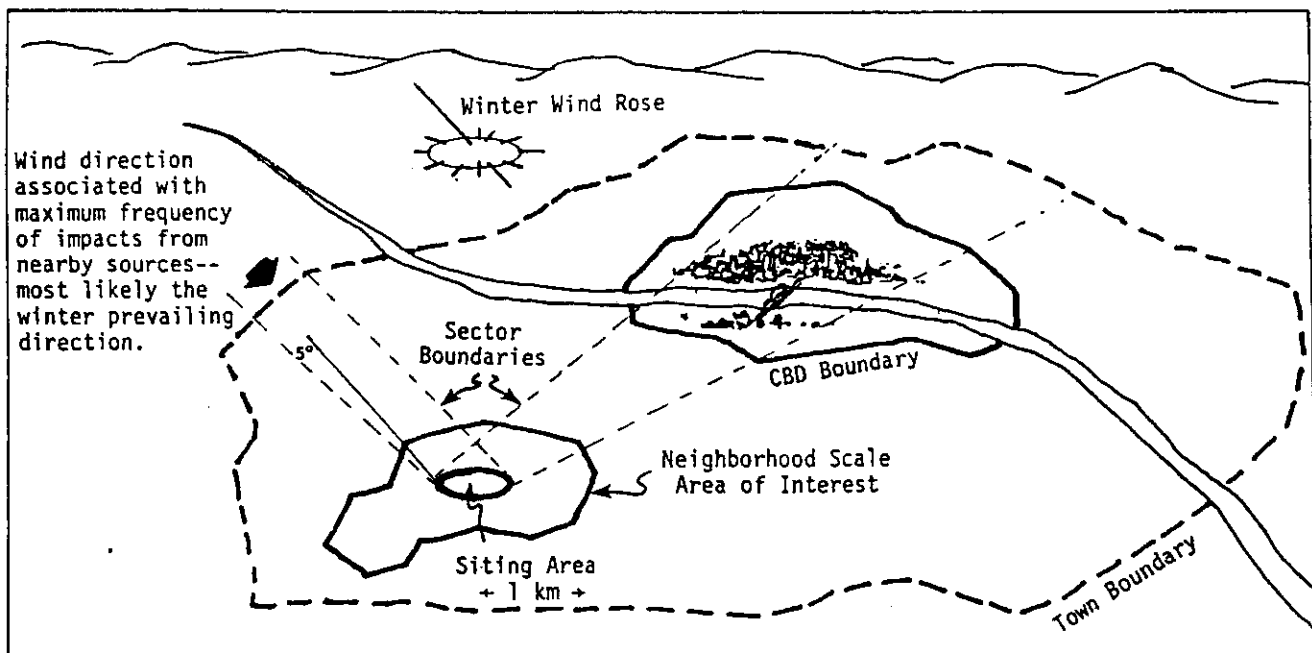 Winter Wind Rose
Wind direction
associated with
maximum frequency
of impacts from
nearby sources--
most likely the
winter prevailing
direction.
5°
Sector
Boundaries
CBD Boundary
Neighborhood Scale
Area of Interest
Siting Area
← 1 km →
Town Boundary